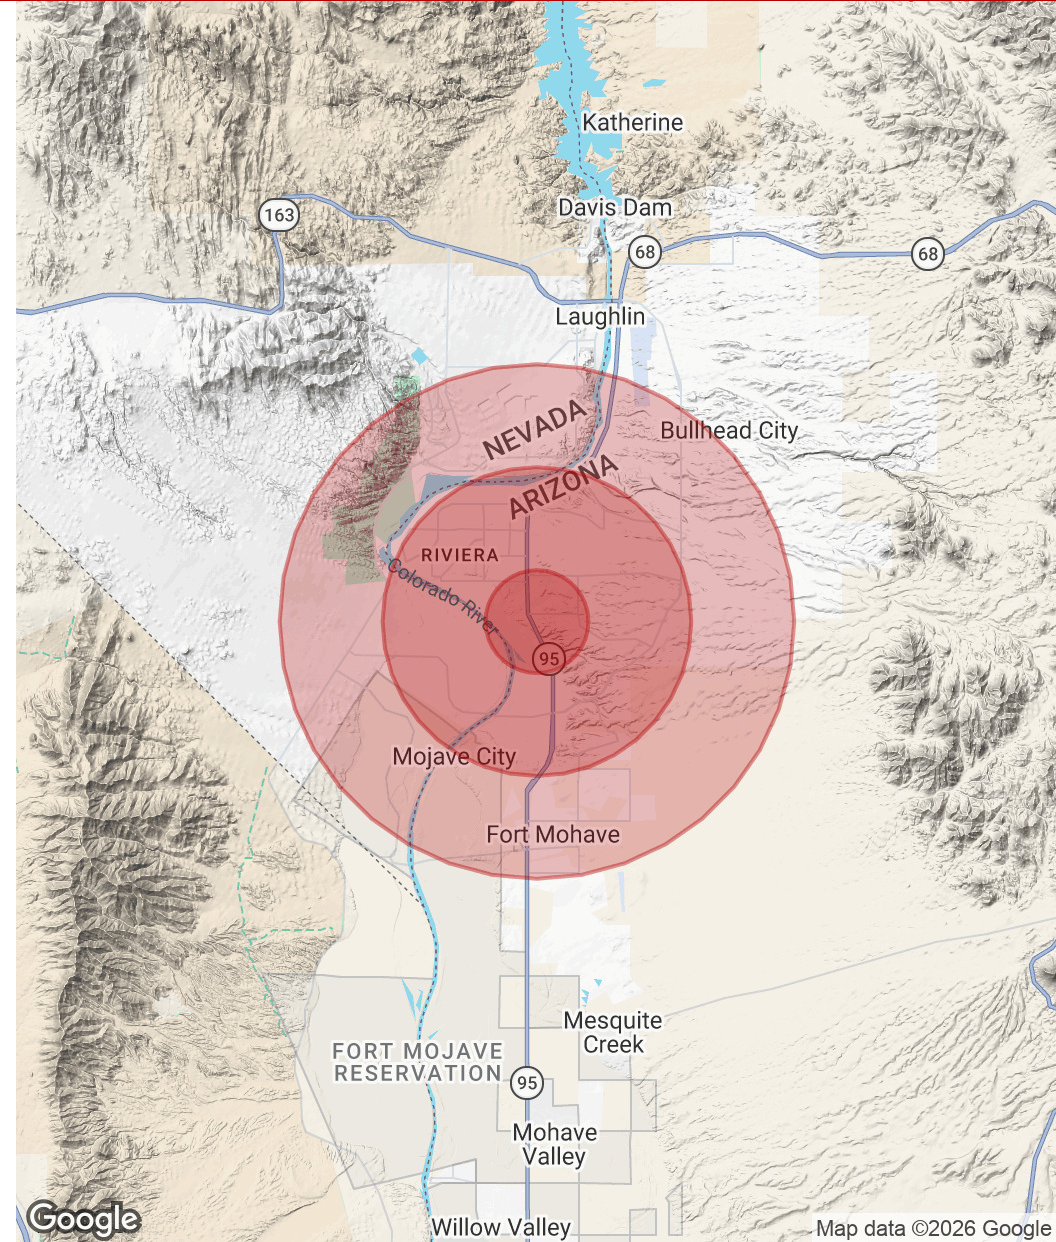 Katherine
Davis Dam
163
68
68
Laughlin
NEVADA
Bullhead City
ARIZONA
RIVIERA
Colorado River
95
Mojave City
Fort Mohave
Mesquite
Creek
FORT MOJAVE
RESERVATION
95
Mohave
Valley
Willow Valley
Google
Map data ©2026 Google